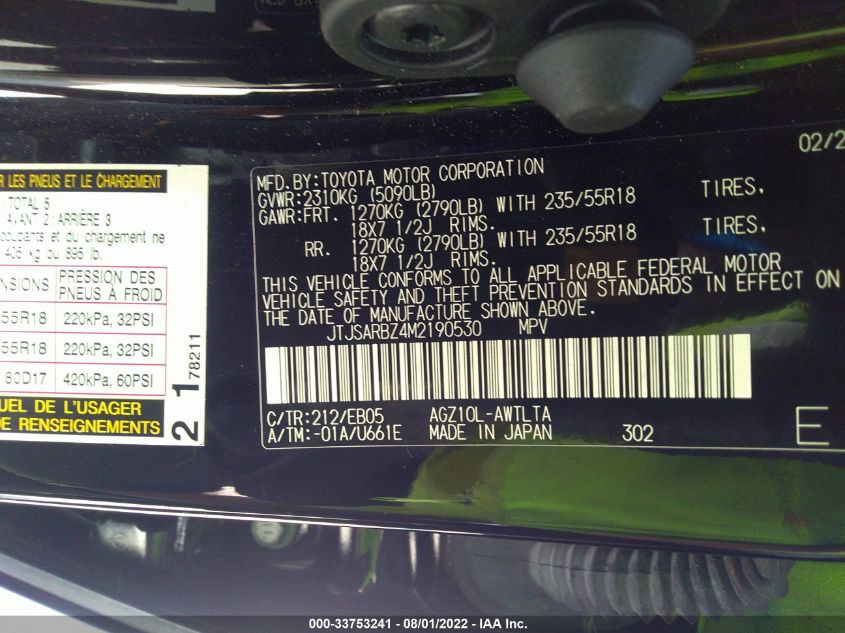 R LES PNEUS ET LE CHARGEMENT
TOTAL 5
AVANT 2 ARRIÈRE 3
occupants et du chargement ne
kg ou 895 lb.
NSIONS PRESSION DES PNEUS À FROID
55R18 220kPa, 32PSI
55R18 220kPa, 32PSI
80D17 420kPa, 60PSI
UEL DE L'USAGER
DE RENSEIGNEMENTS
21
78211
02/2
MFD.BY:TOYOTA MOTOR CORPORATION
GVWR:2310KG (5090LB)
GAWR:FRT. 1270KG (2790LB) WITH 235/55R18 TIRES,
18X7 1/2J RIMS.
RR. 1270KG (2790LB) WITH 235/55R18 TIRES,
18X7 1/2J RIMS.
THIS VEHICLE CONFORMS TO ALL APPLICABLE FEDERAL MOTOR
VEHICLE SAFETY AND THEFT PREVENTION STANDARDS IN EFFECT ON
THE DATE OF MANUFACTURE SHOWN ABOVE.
JTJSARBZ4M2190530 MPV
C/TR:212/EB05 AGZ10L-AWTLTA
A/TM:-01A/U661E MADE IN JAPAN 302 E
000-33753241 - 08/01/2022 - IAA Inc.